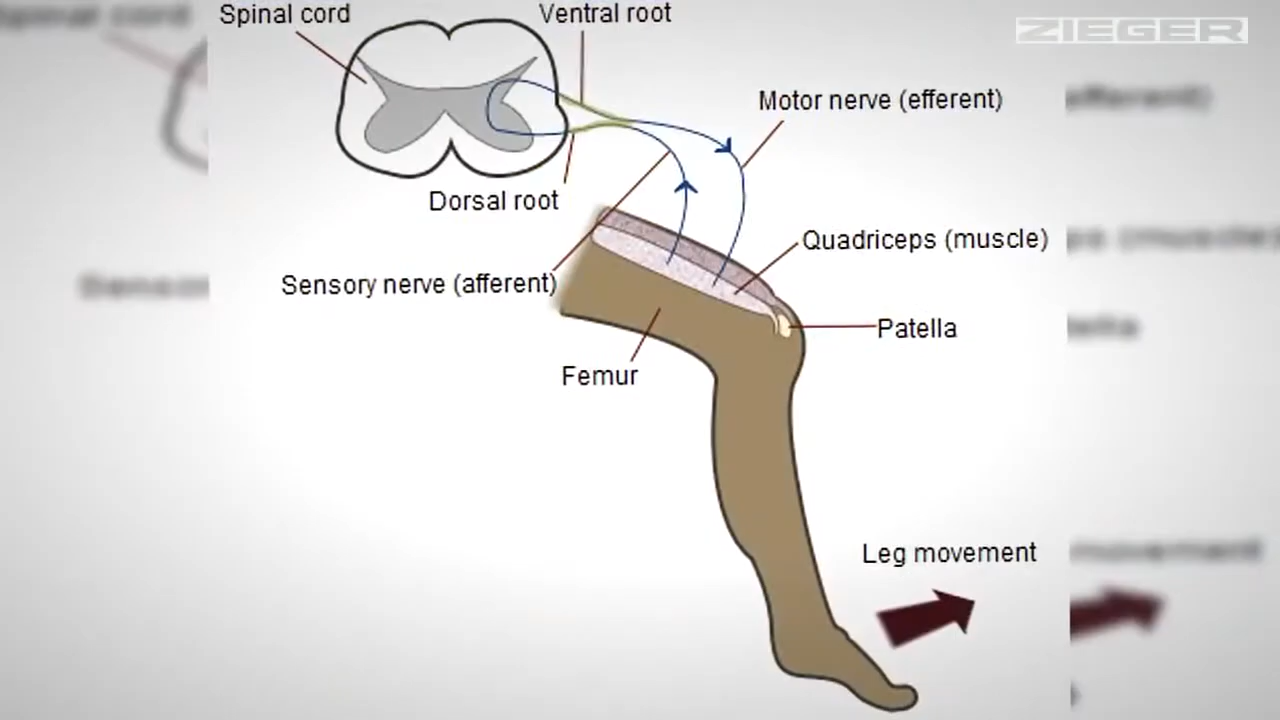 Spinal cord
Ventral root
ZIEGER
Motor nerve (efferent)
Dorsal root
Quadriceps (muscle)
Sensory nerve (afferent)
Patella
Femur
Leg movement